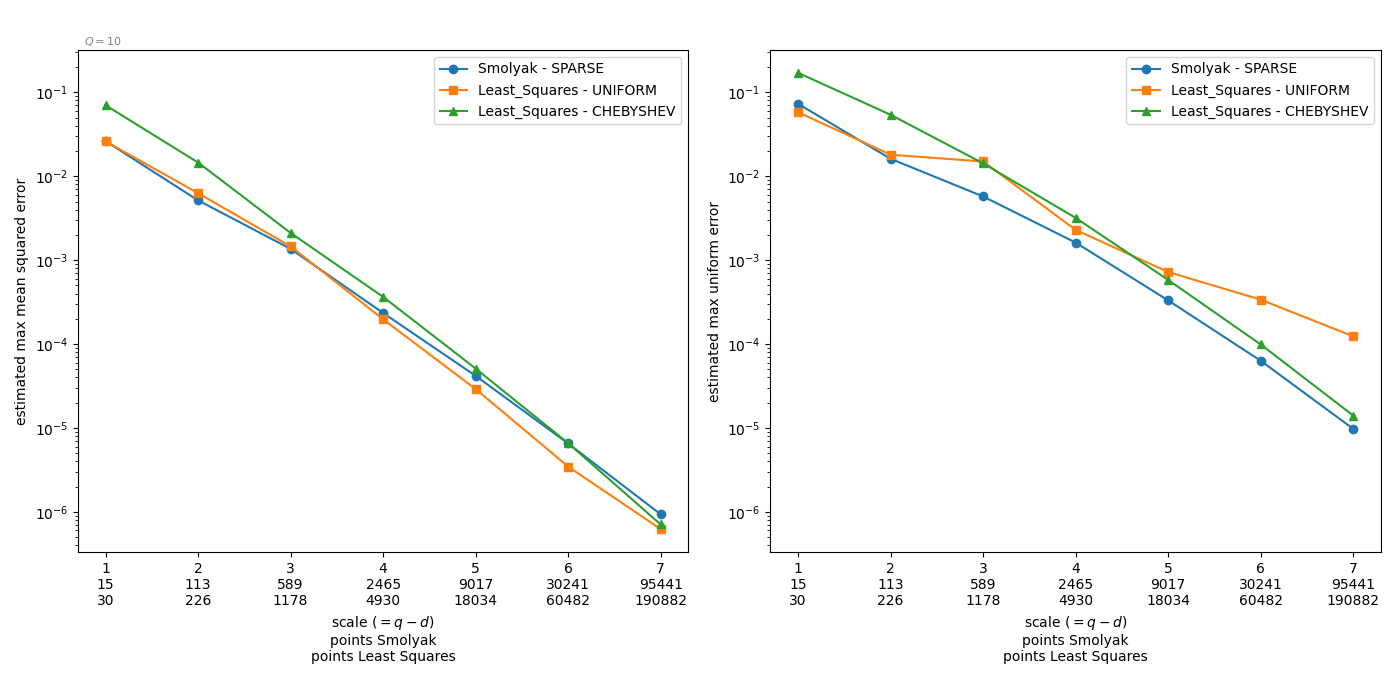 Q = 10
Smolyak - SPARSE
Least_Squares - UNIFORM
Least_Squares - CHEBYSHEV
estimated max mean squared error
10⁻¹
10⁻²
10⁻³
10⁻⁴
10⁻⁵
10⁻⁶
1 2 3 4 5 6 7
15 113 589 2465 9017 30241 95441
30 226 1178 4930 18034 60482 190882
scale (= q − d)
points Smolyak
points Least Squares
Smolyak - SPARSE
Least_Squares - UNIFORM
Least_Squares - CHEBYSHEV
estimated max uniform error
10⁻¹
10⁻²
10⁻³
10⁻⁴
10⁻⁵
10⁻⁶
1 2 3 4 5 6 7
15 113 589 2465 9017 30241 95441
30 226 1178 4930 18034 60482 190882
scale (= q − d)
points Smolyak
points Least Squares